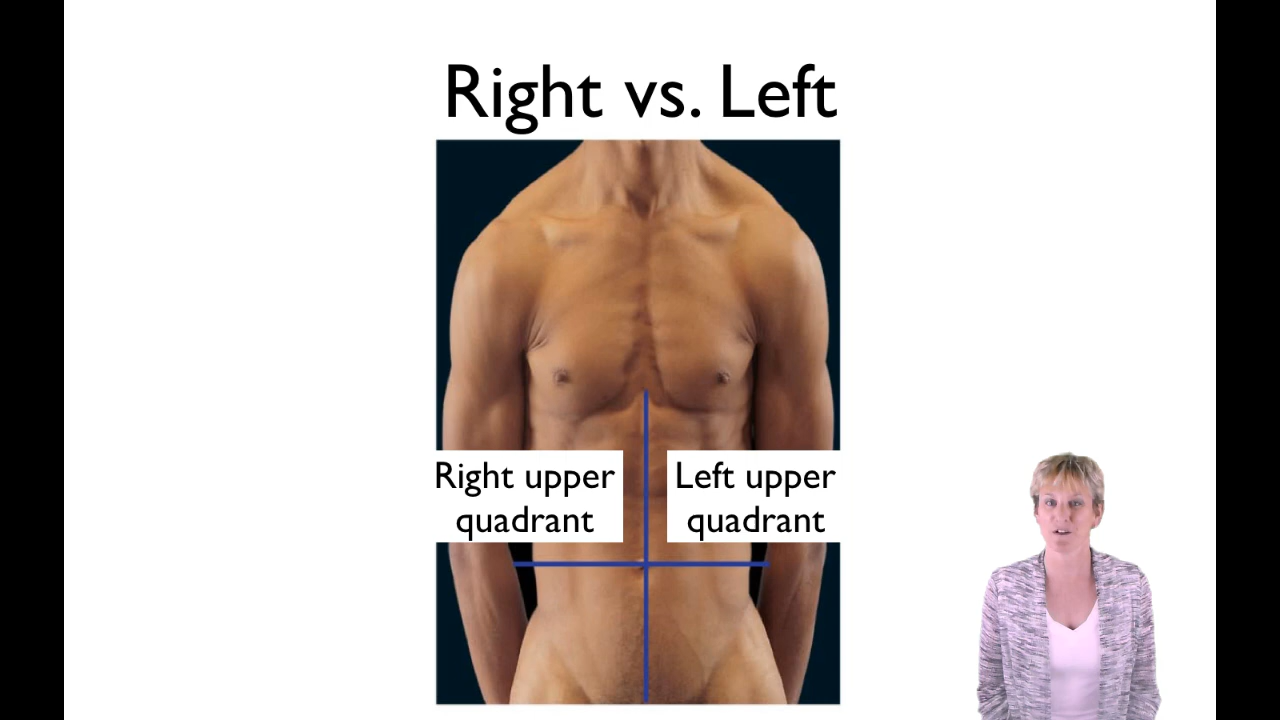 Right vs. Left
Right upper
quadrant
Left upper
quadrant